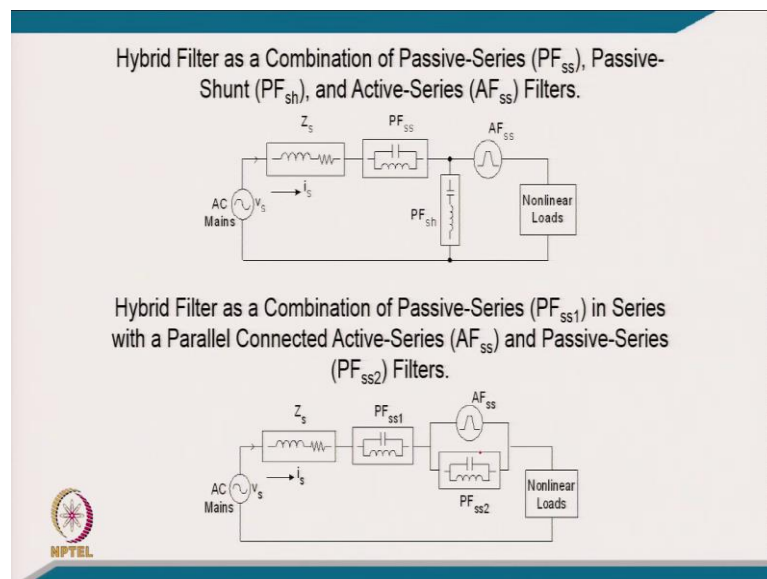 Hybrid Filter as a Combination of Passive-Series (PFss), Passive-
Shunt (PFsh), and Active-Series (AFss) Filters.
Zs
PFss
AFss
is
AC
Mains
vs
PFsh
Nonlinear
Loads
Hybrid Filter as a Combination of Passive-Series (PFss1) in Series
with a Parallel Connected Active-Series (AFss) and Passive-Series
(PFss2) Filters.
AFss
Zs
PFss1
is
AC
Mains
vs
PFss2
Nonlinear
Loads
NPTEL